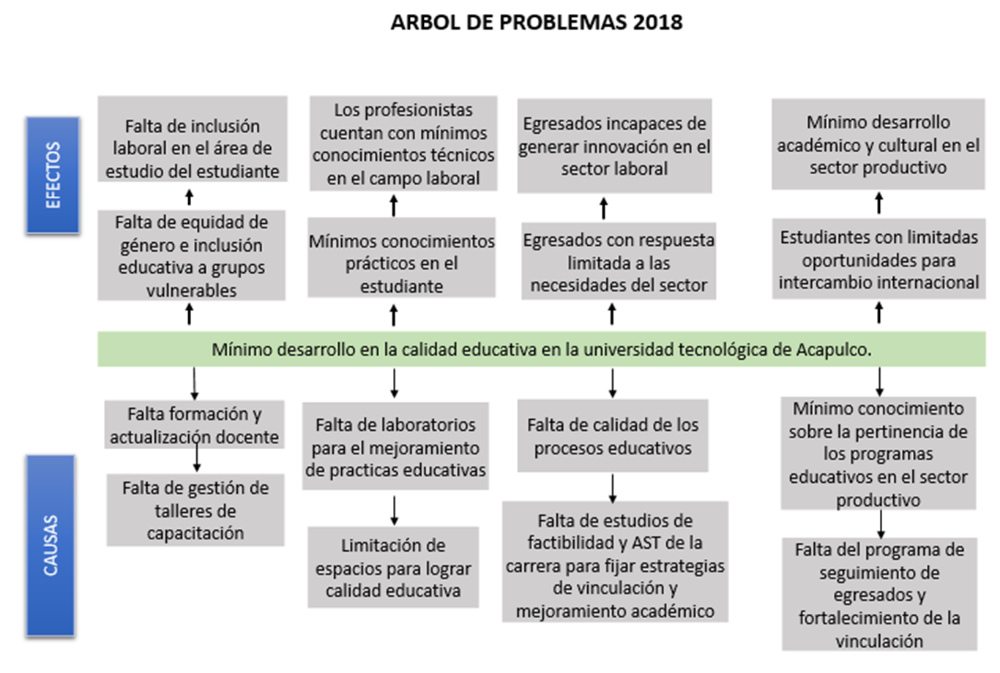 ARBOL DE PROBLEMAS 2018
EFECTOS
Falta de inclusión
laboral en el área de
estudio del estudiante
Los profesionistas
cuentan con mínimos
conocimientos técnicos
en el campo laboral
Egresados incapaces de
generar innovación en el
sector laboral
Mínimo desarrollo
académico y cultural en el
sector productivo
Falta de equidad de
género e inclusión
educativa a grupos
vulnerables
Mínimos conocimientos
prácticos en el
estudiante
Egresados con respuesta
limitada a las
necesidades del sector
Estudiantes con limitadas
oportunidades para
intercambio internacional
Mínimo desarrollo en la calidad educativa en la universidad tecnológica de Acapulco.
CAUSAS
Falta formación y
actualización docente
Falta de laboratorios
para el mejoramiento
de practicas educativas
Falta de calidad de los
procesos educativos
Mínimo conocimiento
sobre la pertinencia de
los programas
educativos en el sector
productivo
Falta de gestión de
talleres de
capacitación
Limitación de
espacios para lograr
calidad educativa
Falta de estudios de
factibilidad y AST de la
carrera para fijar estrategias
de vinculación y
mejoramiento académico
Falta del programa de
seguimiento de
egresados y
fortalecimiento de la
vinculación